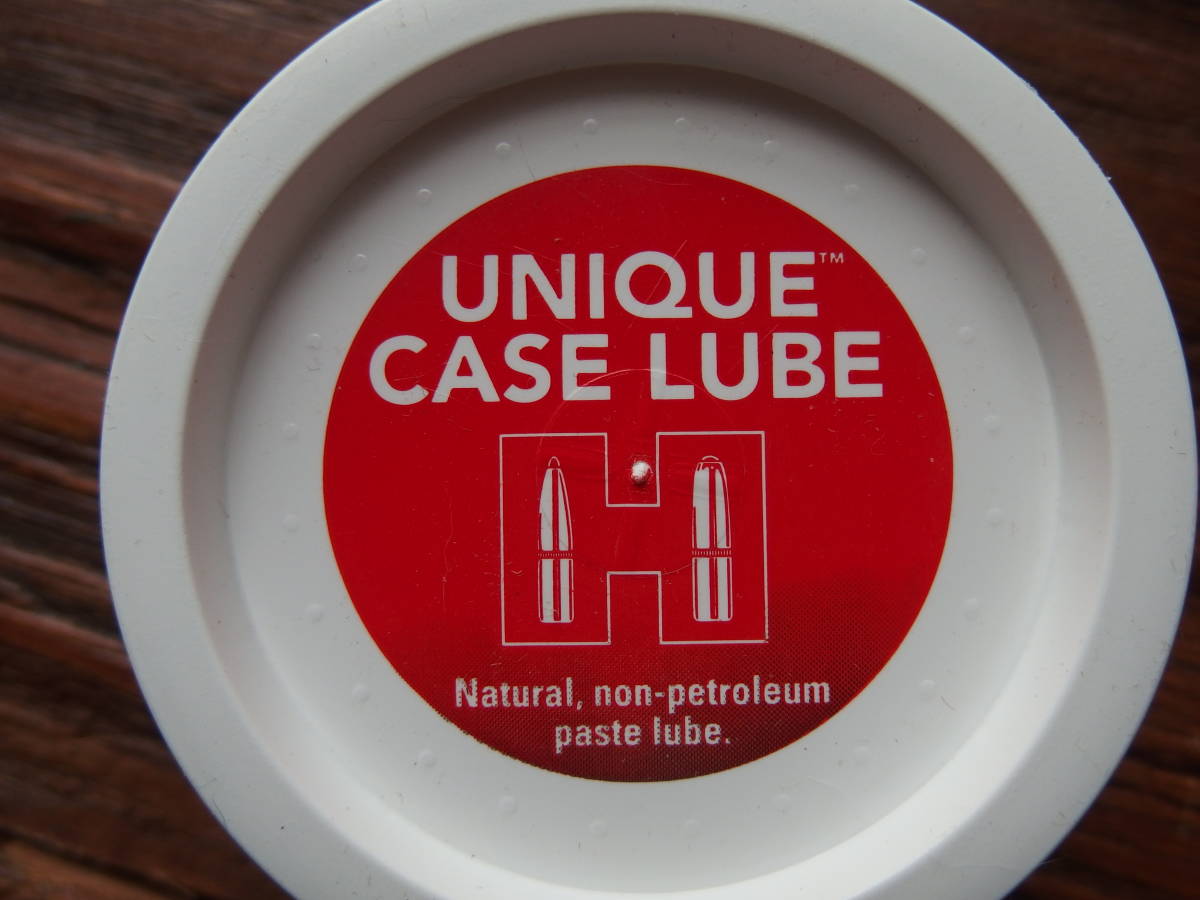 UNIQUE™
CASE LUBE
H
Natural, non-petroleum
paste lube.